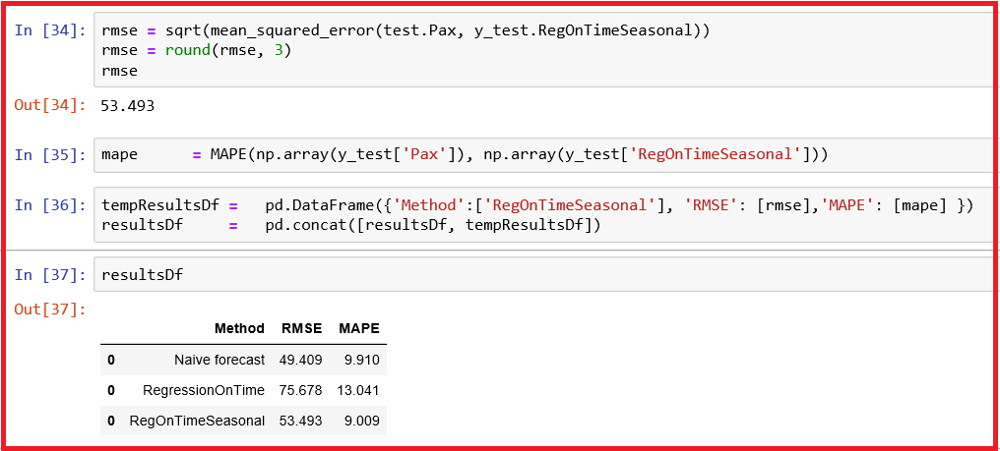 In [34]: rmse = sqrt(mean_squared_error(test.Pax, y_test.RegOnTimeSeasonal))
rmse = round(rmse, 3)
rmse
Out[34]: 53.493
In [35]: mape      = MAPE(np.array(y_test['Pax']), np.array(y_test['RegOnTimeSeasonal']))
In [36]: tempResultsDf =   pd.DataFrame({'Method':['RegOnTimeSeasonal'], 'RMSE': [rmse],'MAPE': [mape] })
resultsDf     =   pd.concat([resultsDf, tempResultsDf])
In [37]: resultsDf
Out[37]:
Method RMSE MAPE
0 Naive forecast 49.409 9.910
0 RegressionOnTime 75.678 13.041
0 RegOnTimeSeasonal 53.493 9.009